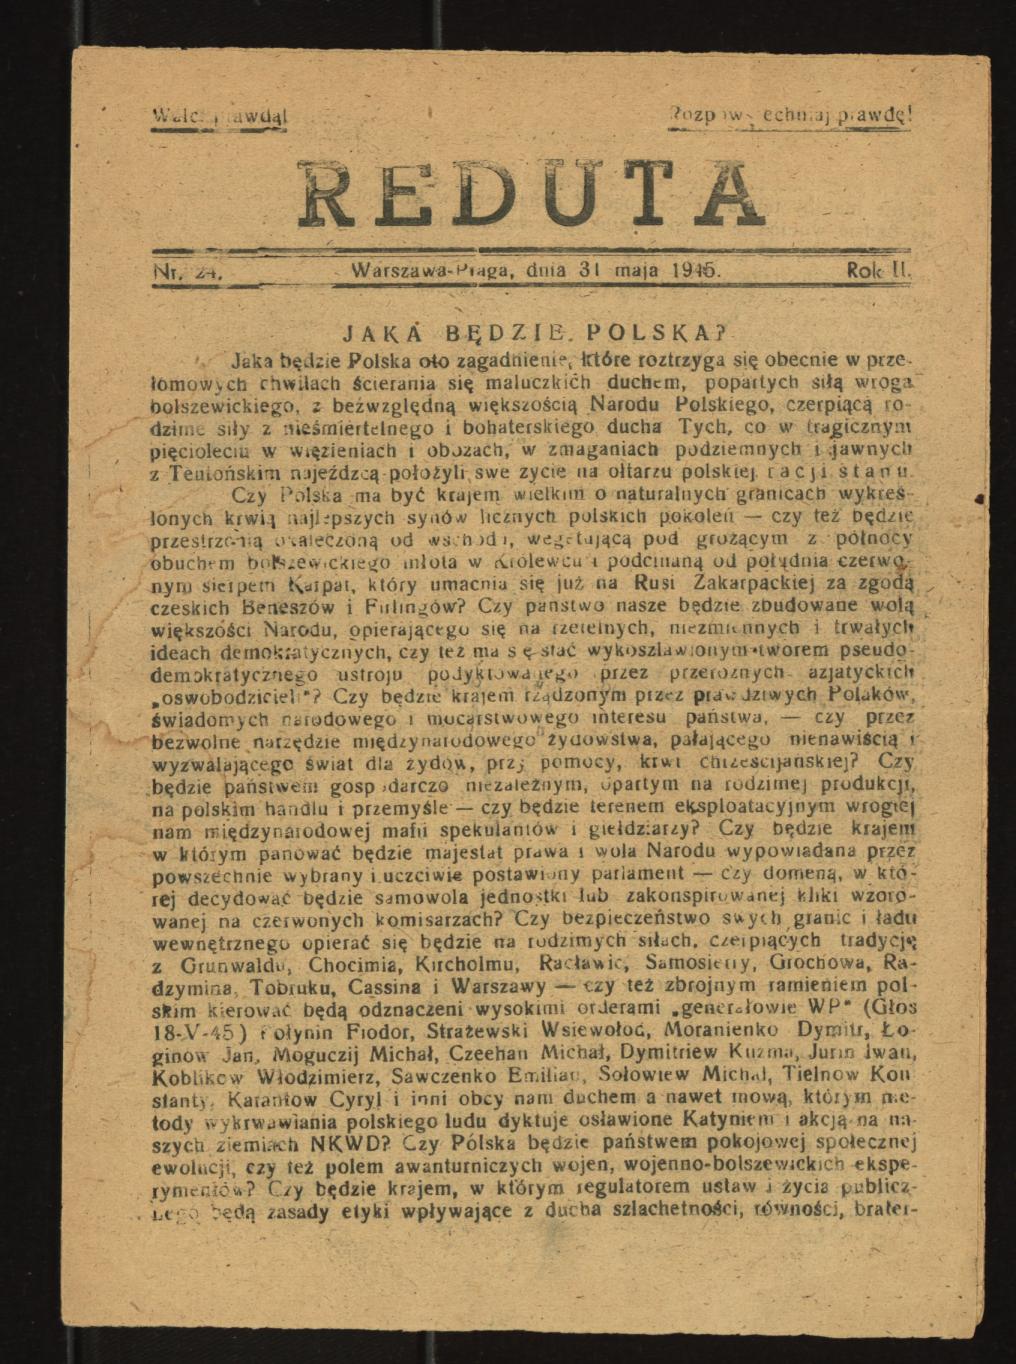 Walcz prawdą!
Rozpowszechniaj prawdę!
REDUTA
Nr. 24.
Warszawa-Praga, dnia 31 maja 1945.
Rok II.
JAKA BĘDZIE POLSKA?
Jaka będzie Polska oto zagadnienie, które roztrzyga się obecnie w prze-
łomowych chwilach ścierania się maluczkich duchem, popartych siłą wroga
bolszewickiego, z bezwzględną większością Narodu Polskiego, czerpiącą ro-
dzime siły z nieśmiertelnego i bohaterskiego ducha Tych, co w tragicznym
pięcioleciu w więzieniach i obozach, w zmaganiach podziemnych i jawnych
z Teutońskim najeźdzcą położyli swe życie na ołtarzu polskiej racji stanu.
Czy Polska ma być krajem wielkim o naturalnych granicach wykreś-
lonych krwią najlepszych synów licznych polskich pokoleń — czy też będzie
przestrzenią okaleczoną od wschodu, wegetującą pod grożącym z północy
obuchem bolszewickiego młota w Królewcu i podcinaną od południa czerwo-
nym sierpem Karpat, który umacnia się już na Rusi Zakarpackiej za zgodą
czeskich Beneszów i Firlingów? Czy państwo nasze będzie zbudowane wolą
większości Narodu, opierającego się na rzetelnych, niezmiennych i trwałych
ideach demokratycznych, czy też ma się stać wykoszlawionym tworem pseudo-
demokratycznego ustroju podyktowanego przez przeróżnych azjatyckich
„oswobodzicieli"? Czy będzie krajem rządzonym przez prawdziwych Polaków,
świadomych narodowego i mocarstwowego interesu państwa, — czy przez
bezwolne narzędzie międzynarodowego żydowstwa, pałającego nienawiścią i
wyzwalającego świat dla żydów, przy pomocy, krwi chrześcijańskiej? Czy
będzie państwem gospodarczo niezależnym, opartym na rodzimej produkcji,
na polskim handlu i przemyśle — czy będzie terenem eksploatacyjnym wrogiej
nam międzynarodowej mafii spekulantów i giełdziarzy? Czy będzie krajem
w którym panować będzie majestat prawa i wola Narodu wypowiadana przez
powszechnie wybrany i uczciwie postawiony parlament — czy domeną, w któ-
rej decydować będzie samowola jednostki lub zakonspirowanej kliki wzoro-
wanej na czerwonych komisarzach? Czy bezpieczeństwo swych granic i ładu
wewnętrznego opierać się będzie na rodzimych siłach, czerpiących tradycję
z Grunwaldu, Chocimia, Kircholmu, Racławic, Samosierry, Grochowa, Ra-
dzymina, Tobruku, Cassina i Warszawy — czy też zbrojnym ramieniem pol-
skim kierować będą odznaczeni wysokimi orderami „generałowie WP" (Głos
18-V-45) Połynin Fiodor, Strażewski Wsiewołod, Moranienko Dymitr, Ło-
ginow Jan, Moguczij Michał, Czeehan Michał, Dymitriew Kuzma, Jurin Iwan,
Koblikow Włodzimierz, Sawczenko Emilian, Sołowiew Michał, Tielnow Kon
stanty, Karantow Cyryl i inni obcy nam duchem a nawet mową, którym me-
tody wykrwawiania polskiego ludu dyktuje osławione Katyniem i akcją na na-
szych ziemiach NKWD? Czy Polska będzie państwem pokojowej społecznej
ewolucji, czy też polem awanturniczych wojen, wojenno-bolszewickich ekspe-
rymentów? Czy będzie krajem, w którym regulatorem ustaw i życia publicz-
nego będą zasady etyki wpływające z ducha szlachetności, równości, brater-